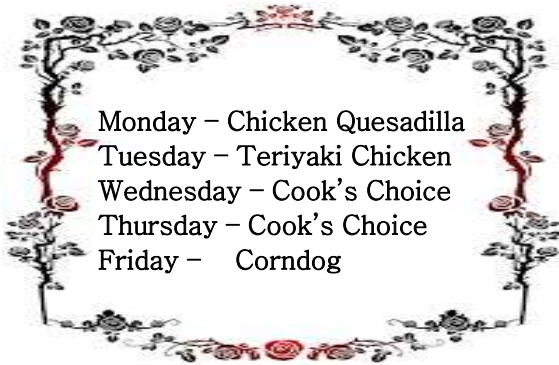 Monday – Chicken Quesadilla
Tuesday – Teriyaki Chicken
Wednesday – Cook's Choice
Thursday – Cook's Choice
Friday – Corndog